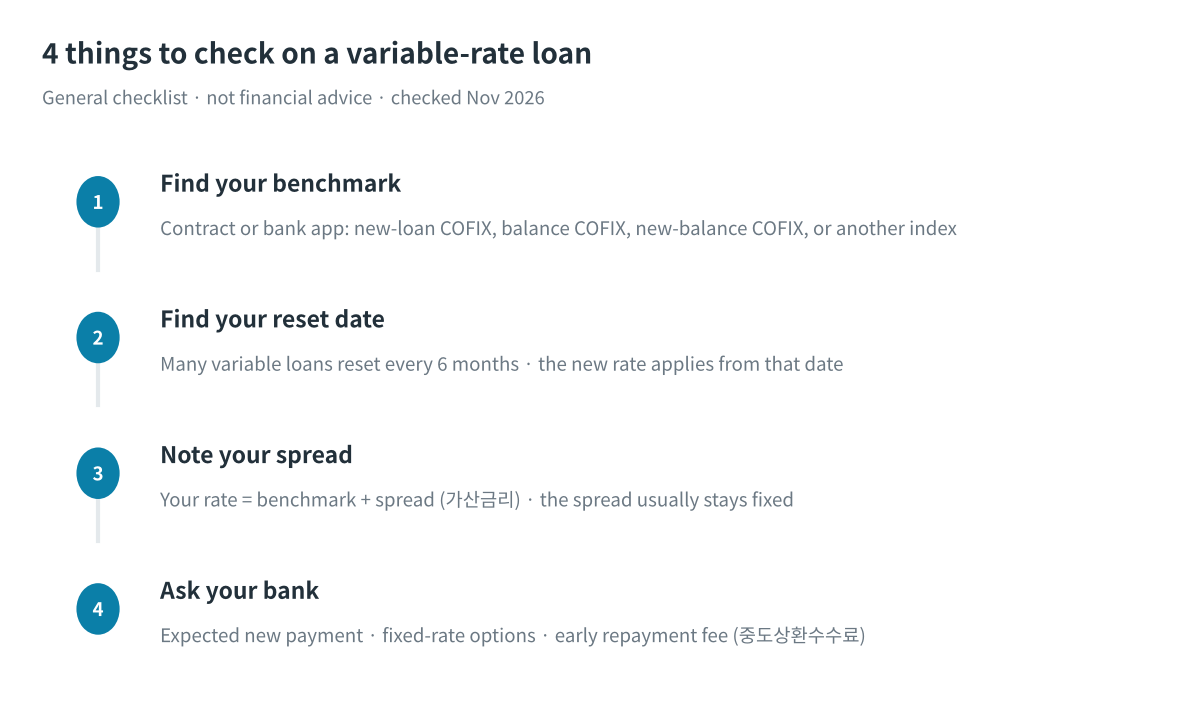 4 things to check on a variable-rate loan
General checklist · not financial advice · checked Nov 2026
1
Find your benchmark
Contract or bank app: new-loan COFIX, balance COFIX, new-balance COFIX, or another index
2
Find your reset date
Many variable loans reset every 6 months · the new rate applies from that date
3
Note your spread
Your rate = benchmark + spread (가산금리) · the spread usually stays fixed
4
Ask your bank
Expected new payment · fixed-rate options · early repayment fee (중도상환수수료)